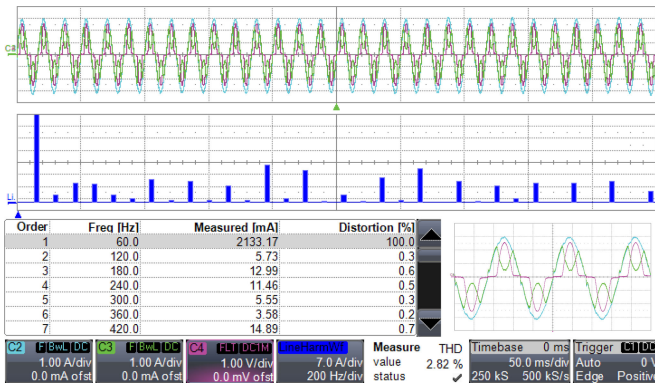 C3
Li
Order Freq [Hz] Measured [mA] Distortion [%]
1 60.0 2133.17 100.0
2 120.0 5.73 0.3
3 180.0 12.99 0.6
4 240.0 11.46 0.5
5 300.0 5.55 0.3
6 360.0 3.58 0.2
7 420.0 14.89 0.7
C2 F BwL DC
1.00 A/div
0.0 mA ofst
C3 F BwL DC
1.00 A/div
0.0 mA ofst
C4 FLT DC1M
1.00 V/div
0.0 mV ofst
LineHarmWf
7.0 A/div
200 Hz/div
Measure THD
value 2.82 %
status ✓
Timebase 0 ms
50.0 ms/div
250 kS 500 kS/s
Trigger C1 DC
Auto 0 V
Edge Positive